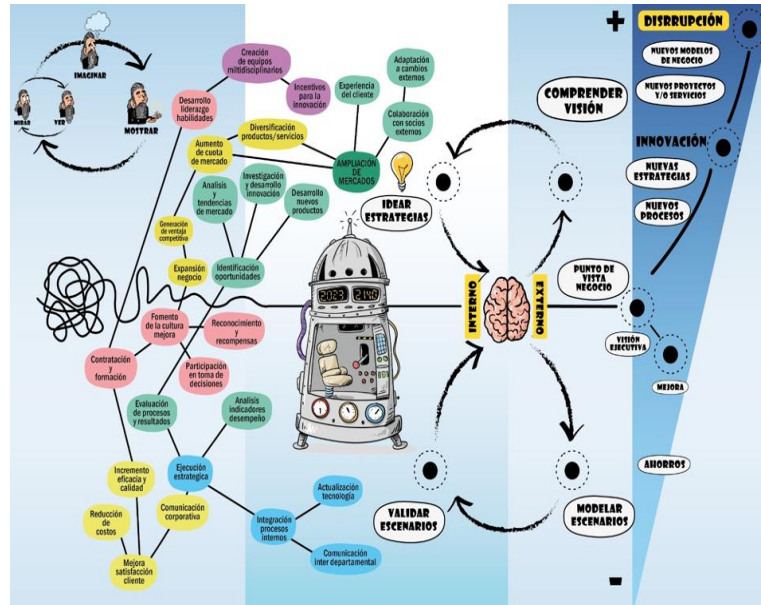 IMAGINAR
MIRAR
VER
MOSTRAR
Creación
de equipos
miltidisciplinarios
Incentivos
para la
innovación
Desarrollo
liderazgo
habilidades
Adaptación
a cambios
externos
Experiencia
del cliente
Colaboración
con socios
externos
Diversificación
productos/servicios
Aumento
de cuota
de mercado
AMPLIACIÓN
DE
MERCADOS
Analisis
y
tendencias
de mercado
Investigación
y desarrollo
innovación
Desarrollo
nuevos
productos
Generación
de ventaja
competitiva
Expansión
negocio
Identificación
oportunidades
Fomento
de la cultura
mejora
Reconocimiento
y recompensas
Participación
en toma de
decisiones
Contratación
y
formación
Evaluación
de procesos
y resultados
Analisis
indicadores
desempeño
Incremento
eficacia y
calidad
Ejecución
estrategica
Actualización
tecnología
Reducción
de
costos
Comunicación
corporativa
Integración
procesos
internos
Mejora
satisfacción
cliente
Comunicación
inter departamental
2023
2140
IDEAR
ESTRATEGIAS
COMPRENDER
VISIÓN
INTERNO
EXTERNO
PUNTO DE
VISTA
NEGOCIO
VALIDAR
ESCENARIOS
MODELAR
ESCENARIOS
+
DISRRUPCIÓN
NUEVOS MODELOS
DE NEGOCIO
NUEVOS PROYECTOS
Y/O SERVICIOS
INNOVACIÓN
NUEVAS
ESTRATEGIAS
NUEVOS
PROCESOS
VISIÓN
EJECUTIVA
MEJORA
AHORROS
-